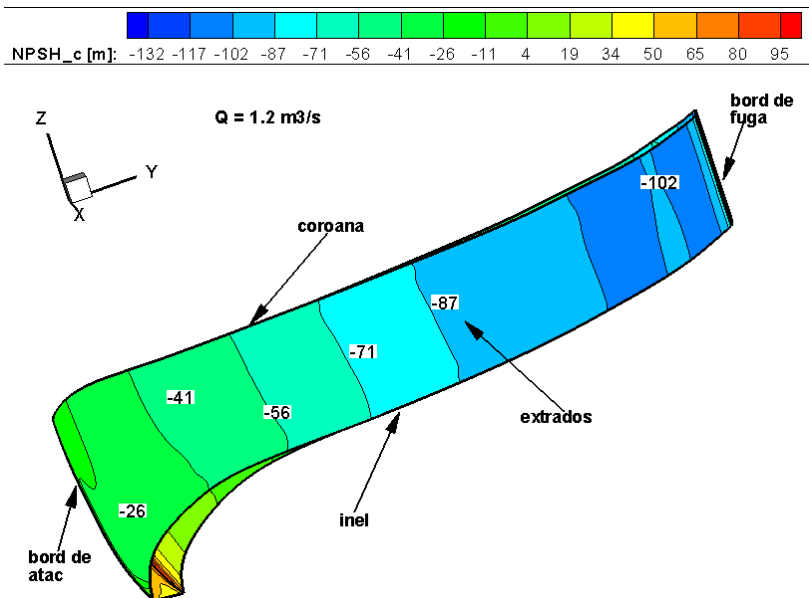 NPSH_c [m]: -132 -117 -102 -87 -71 -56 -41 -26 -11 4 19 34 50 65 80 95
Q = 1.2 m3/s
bord de
fuga
Z
Y
X
-102
coroana
-87
-71
-41
-56
extrados
-26
inel
bord de
atac